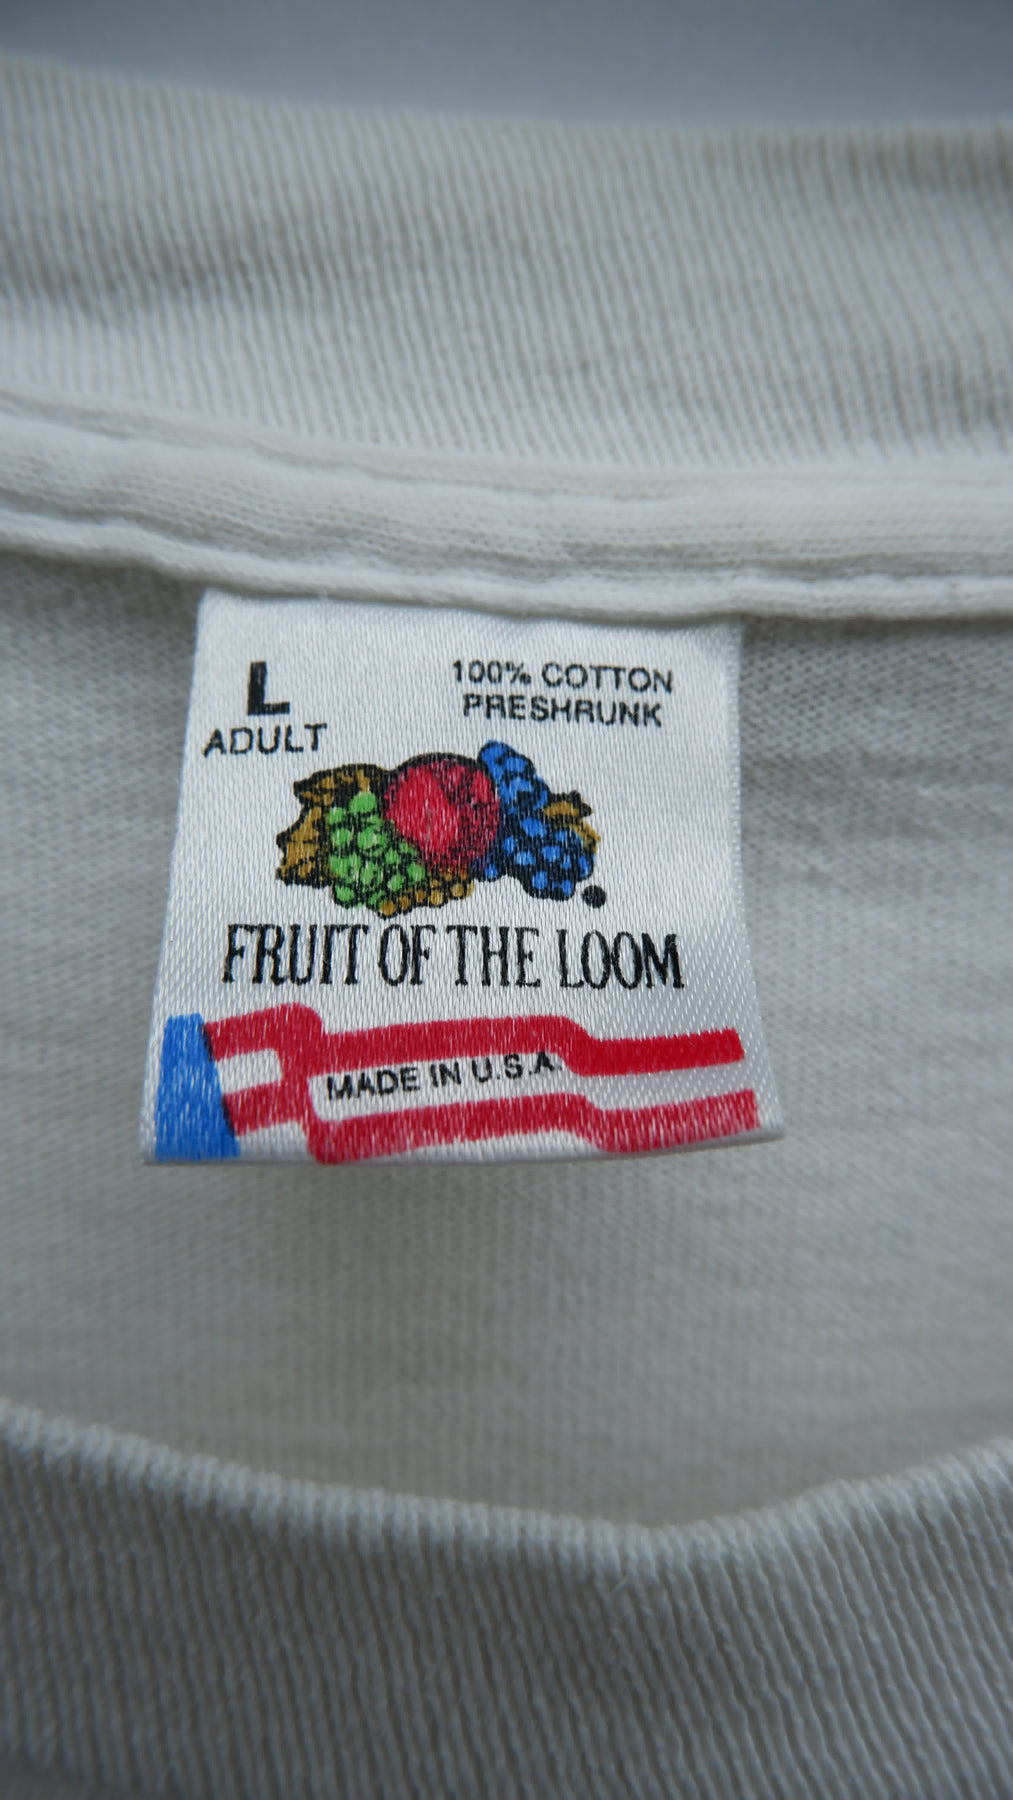 L
ADULT
100% COTTON
PRESHRUNK
FRUIT OF THE LOOM
MADE IN U.S.A.